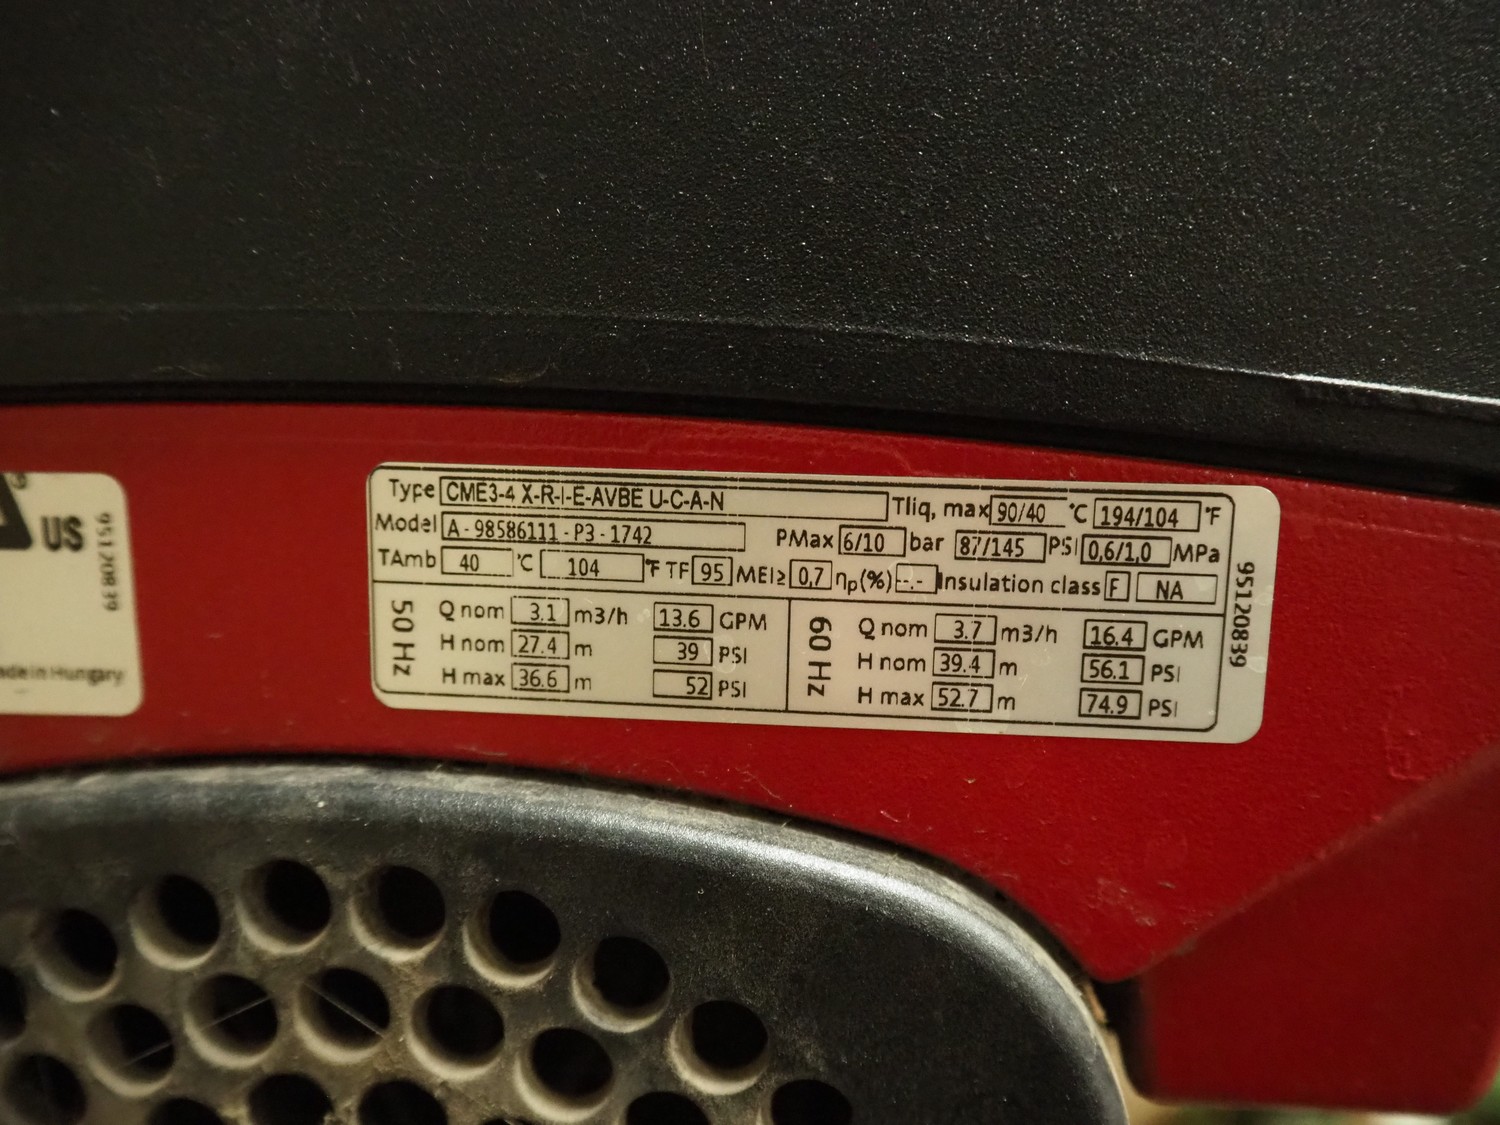 US
95120839
Made in Hungary
Type CME3-4 X-R-I-E-AVBE U-C-A-N Tliq, max 90/40 °C 194/104 °F
Model A - 98586111 - P3 - 1742 PMax 6/10 bar 87/145 PSI 0,6/1,0 MPa
TAmb 40 °C 104 °F TF 95 MEI≥ 0,7 ηp(%) --.- Insulation class F NA
50 Hz
Q nom 3.1 m3/h 13.6 GPM
H nom 27.4 m 39 PSI
H max 36.6 m 52 PSI
60 Hz
Q nom 3.7 m3/h 16.4 GPM
H nom 39.4 m 56.1 PSI
H max 52.7 m 74.9 PSI
95120839